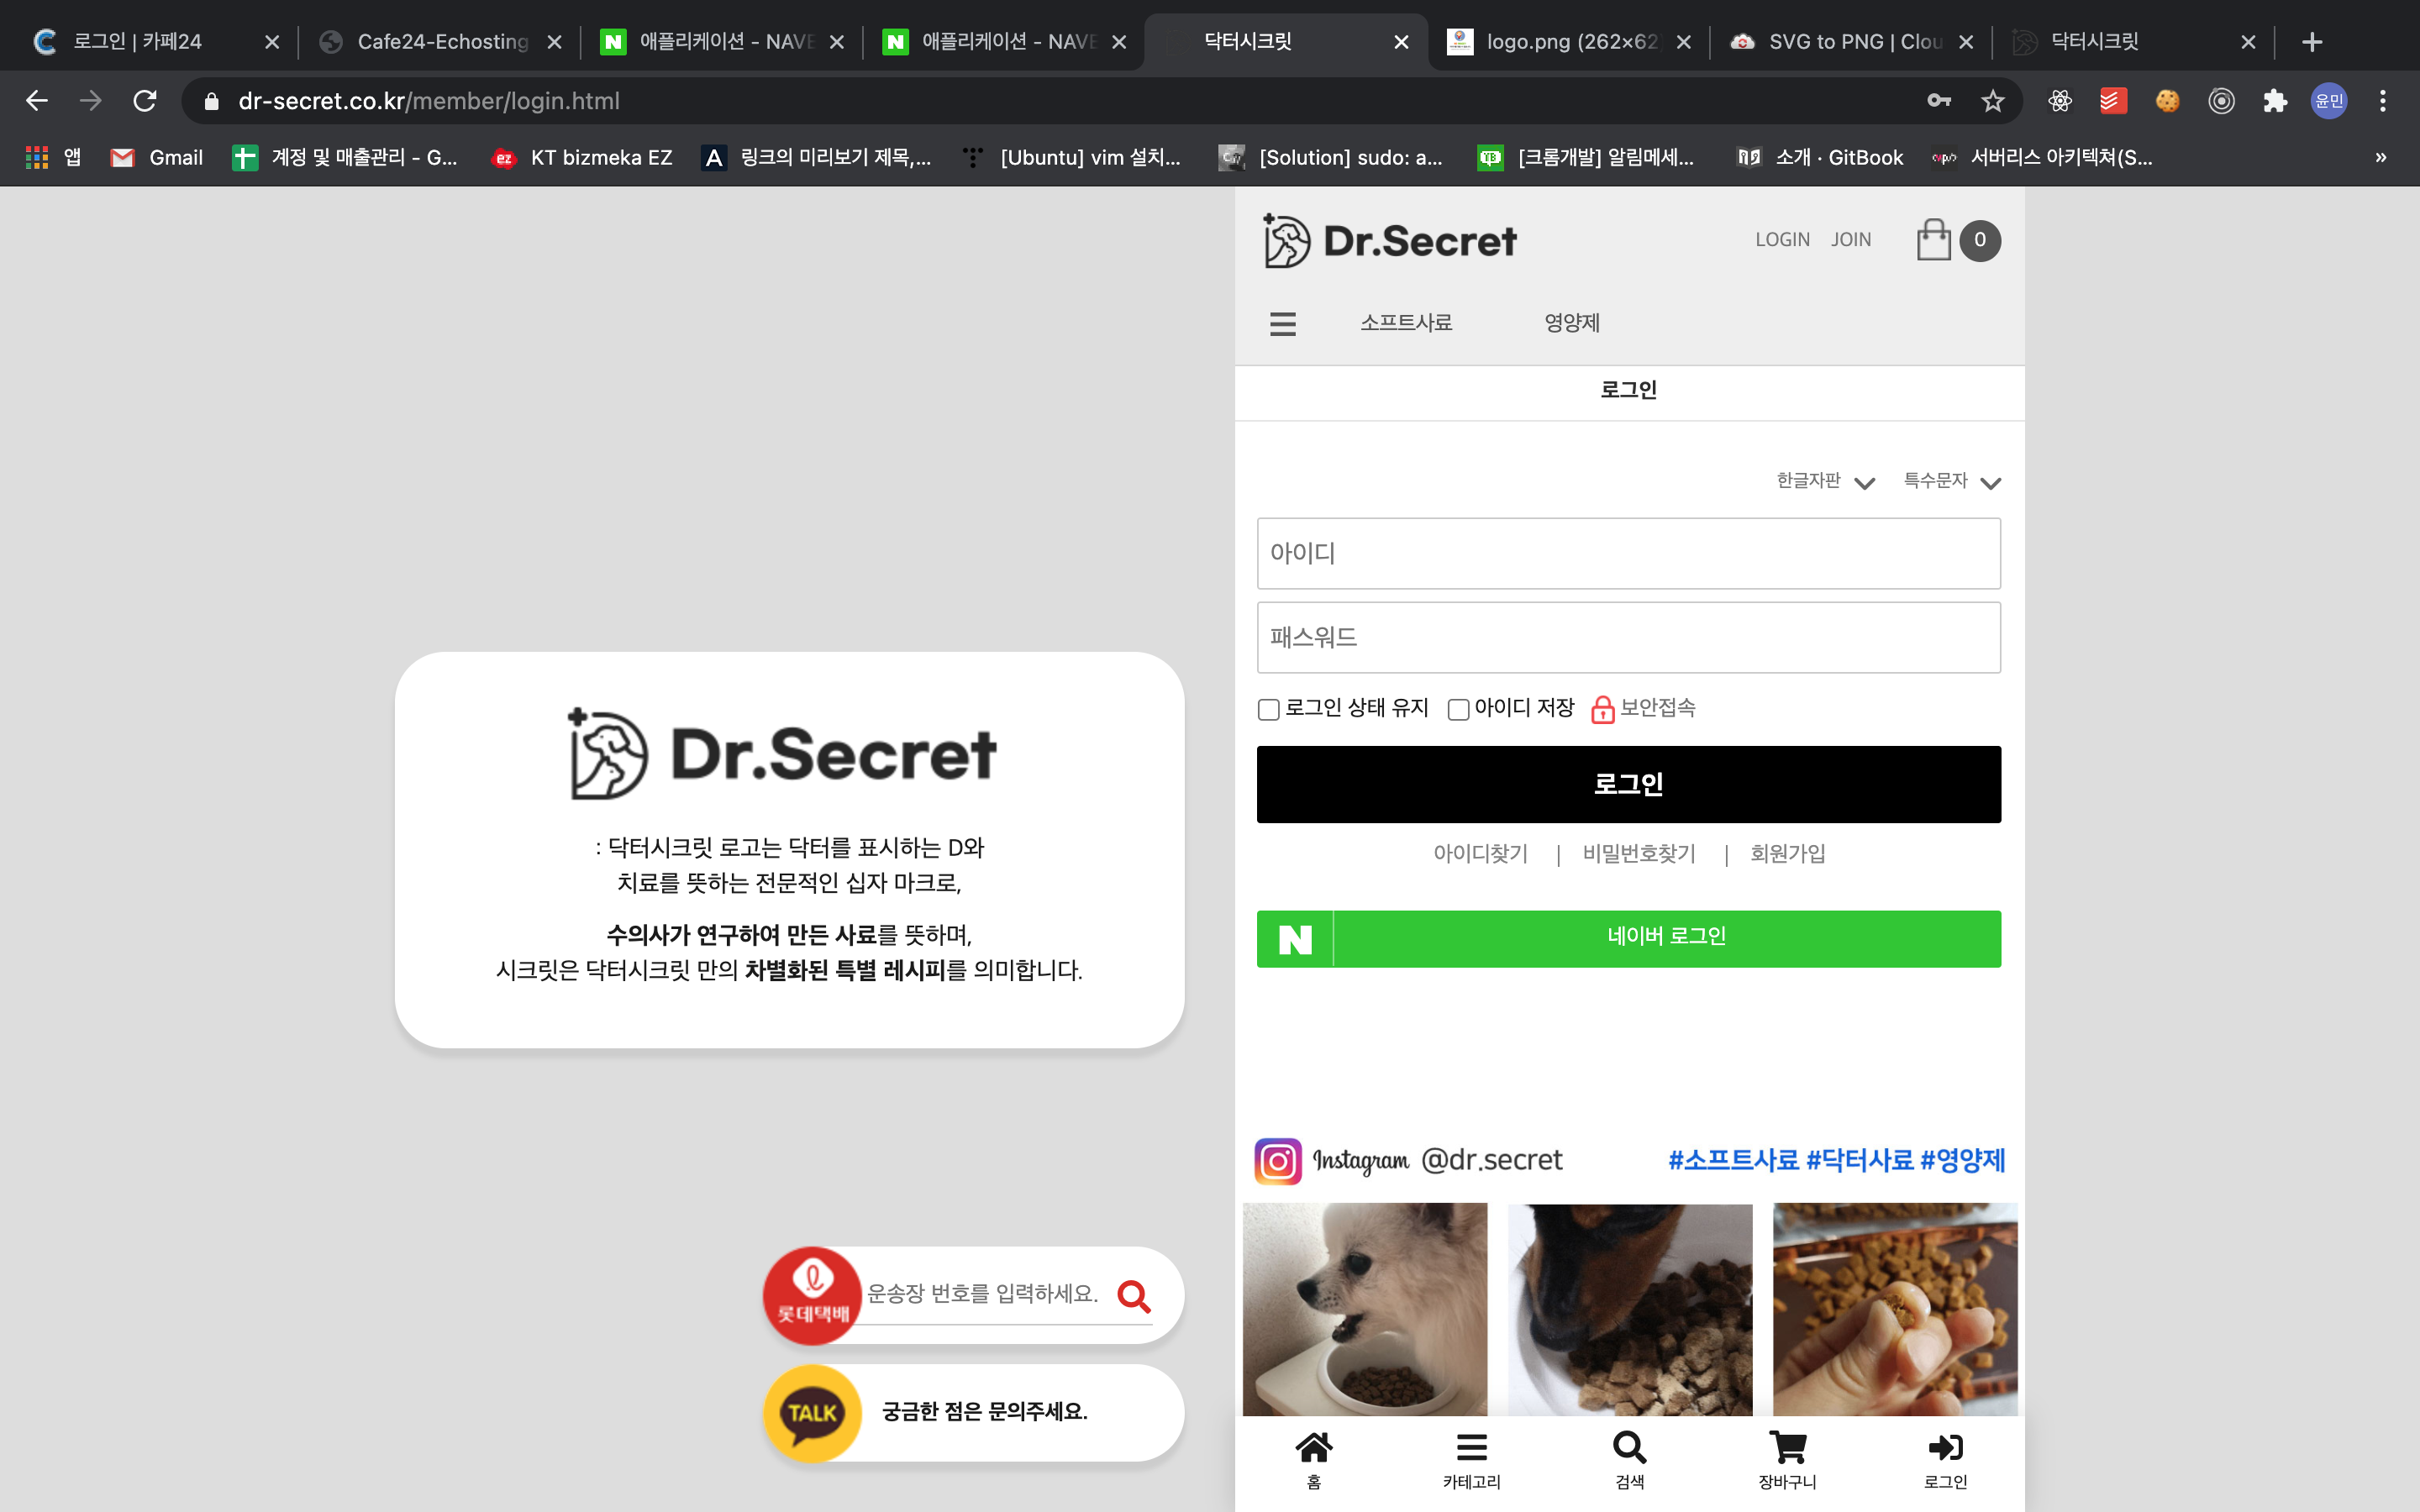 로그인 | 카페24
Cafe24-Echosting
애플리케이션 - NAVE
애플리케이션 - NAVE
닥터시크릿
logo.png (262×62
SVG to PNG | Clou
닥터시크릿
dr-secret.co.kr/member/login.html
윤민
앱
Gmail
계정 및 매출관리 - G...
ez KT bizmeka EZ
A 링크의 미리보기 제목,...
[Ubuntu] vim 설치...
[Solution] sudo: a...
[크롬개발] 알림메세...
소개 · GitBook
서버리스 아키텍쳐(S...
»
Dr.Secret
LOGIN JOIN
0
소프트사료 영양제
로그인
한글자판 특수문자
아이디
패스워드
로그인 상태 유지 아이디 저장 보안접속
로그인
아이디찾기 | 비밀번호찾기 | 회원가입
N 네이버 로그인
Dr.Secret
: 닥터시크릿 로고는 닥터를 표시하는 D와
치료를 뜻하는 전문적인 십자 마크로,
수의사가 연구하여 만든 사료를 뜻하며,
시크릿은 닥터시크릿 만의 차별화된 특별 레시피를 의미합니다.
Instagram @dr.secret #소프트사료 #닥터사료 #영양제
롯데택배
운송장 번호를 입력하세요.
TALK
궁금한 점은 문의주세요.
홈 카테고리 검색 장바구니 로그인